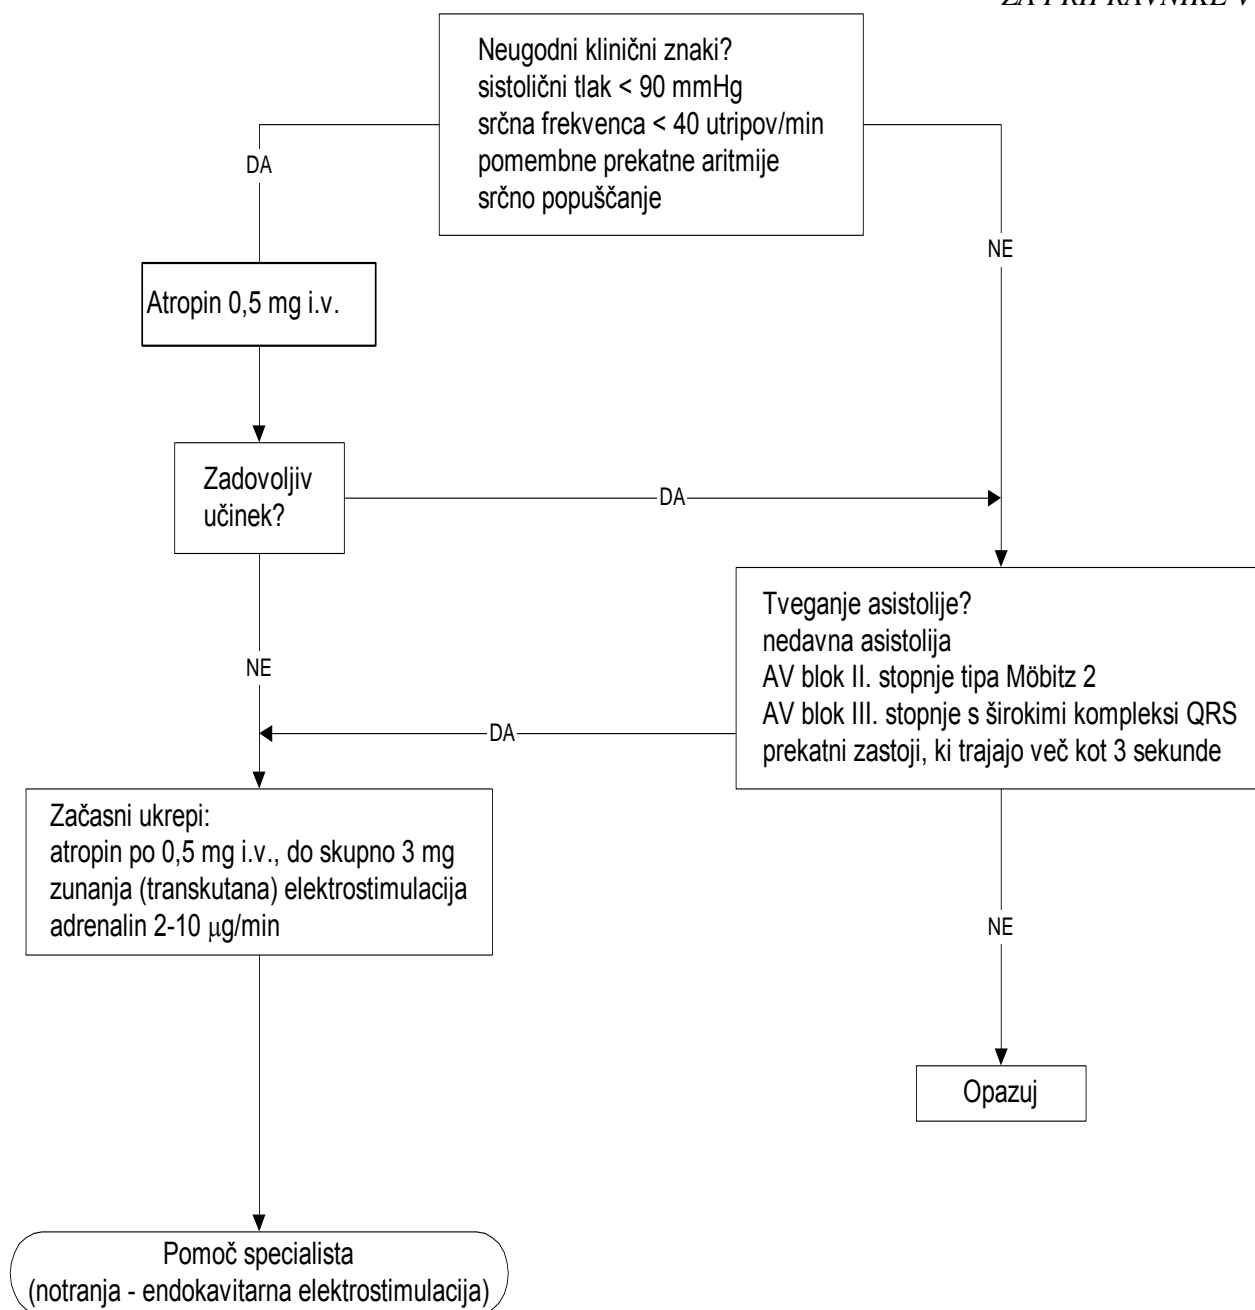 ZA PRIPRAVNIKE V
Neugodni klinični znaki?
sistolični tlak < 90 mmHg
srčna frekvenca < 40 utripov/min
pomembne prekatne aritmije
srčno popuščanje
DA
NE
Atropin 0,5 mg i.v.
Zadovoljiv
učinek?
DA
NE
Tveganje asistolije?
nedavna asistolija
AV blok II. stopnje tipa Möbitz 2
AV blok III. stopnje s širokimi kompleksi QRS
prekatni zastoji, ki trajajo več kot 3 sekunde
DA
Začasni ukrepi:
atropin po 0,5 mg i.v., do skupno 3 mg
zunanja (transkutana) elektrostimulacija
adrenalin 2-10 μg/min
NE
Opazuj
Pomoč specialista
(notranja - endokavitarna elektrostimulacija)